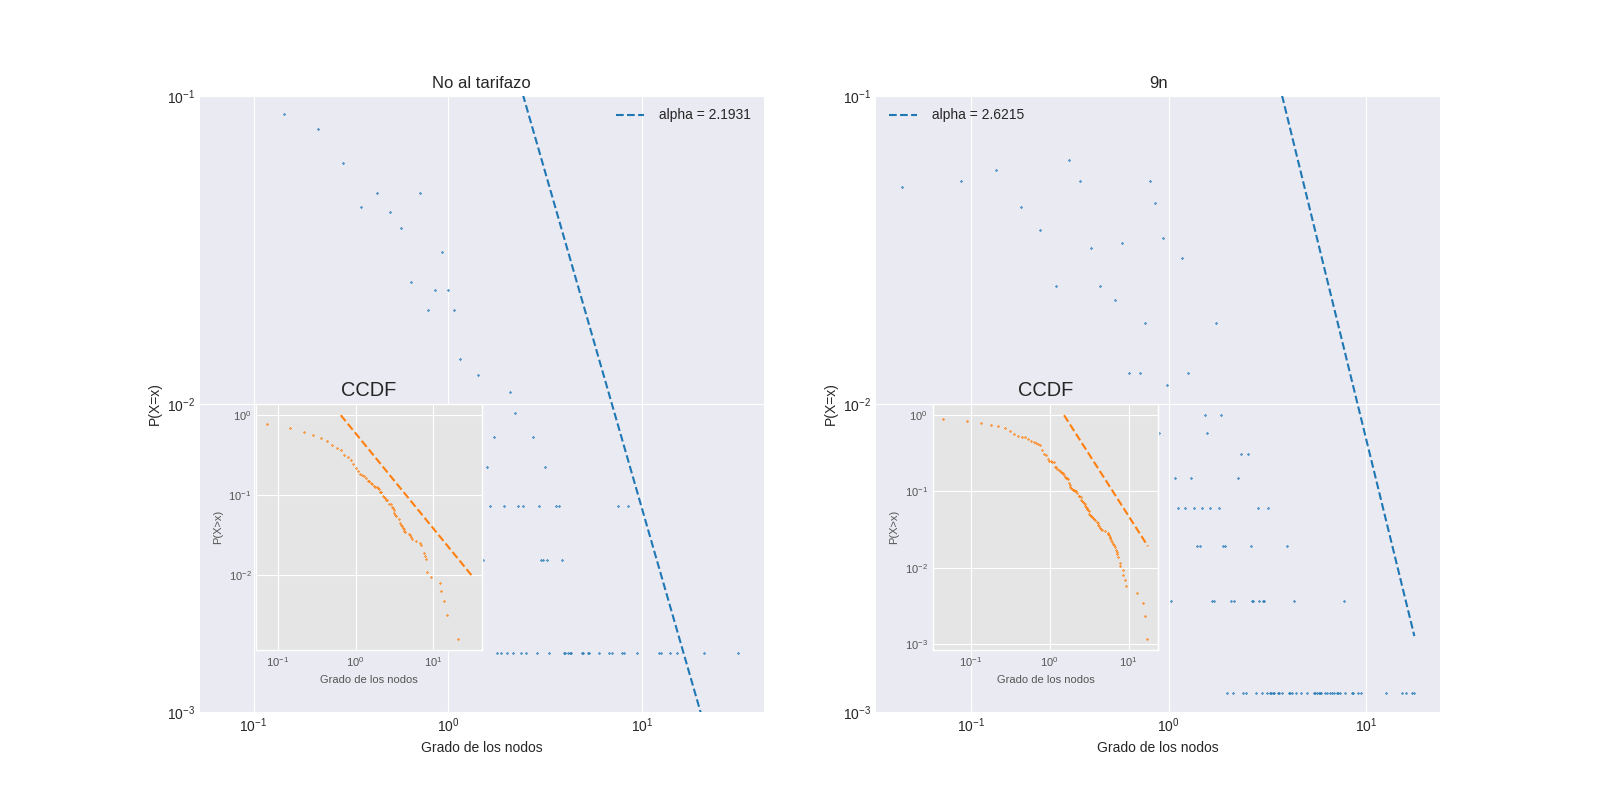 No al tarifazo
10⁻¹
alpha = 2.1931
P(X=x)
10⁻²
CCDF
10⁰
10⁻¹
P(X>x)
10⁻²
10⁻¹ 10⁰ 10¹
Grado de los nodos
10⁻³
10⁻¹ 10⁰ 10¹
Grado de los nodos
9n
10⁻¹
alpha = 2.6215
P(X=x)
10⁻²
CCDF
10⁰
10⁻¹
P(X>x)
10⁻²
10⁻³
10⁻¹ 10⁰ 10¹
Grado de los nodos
10⁻³
10⁻¹ 10⁰ 10¹
Grado de los nodos